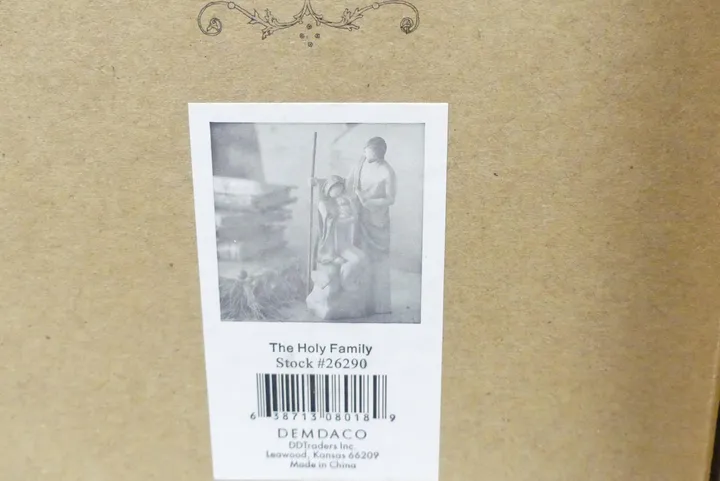 The Holy Family
Stock #26290
6 38713 08018 9
DEMDACO
DDTraders Inc.
Leawood, Kansas 66209
Made in China